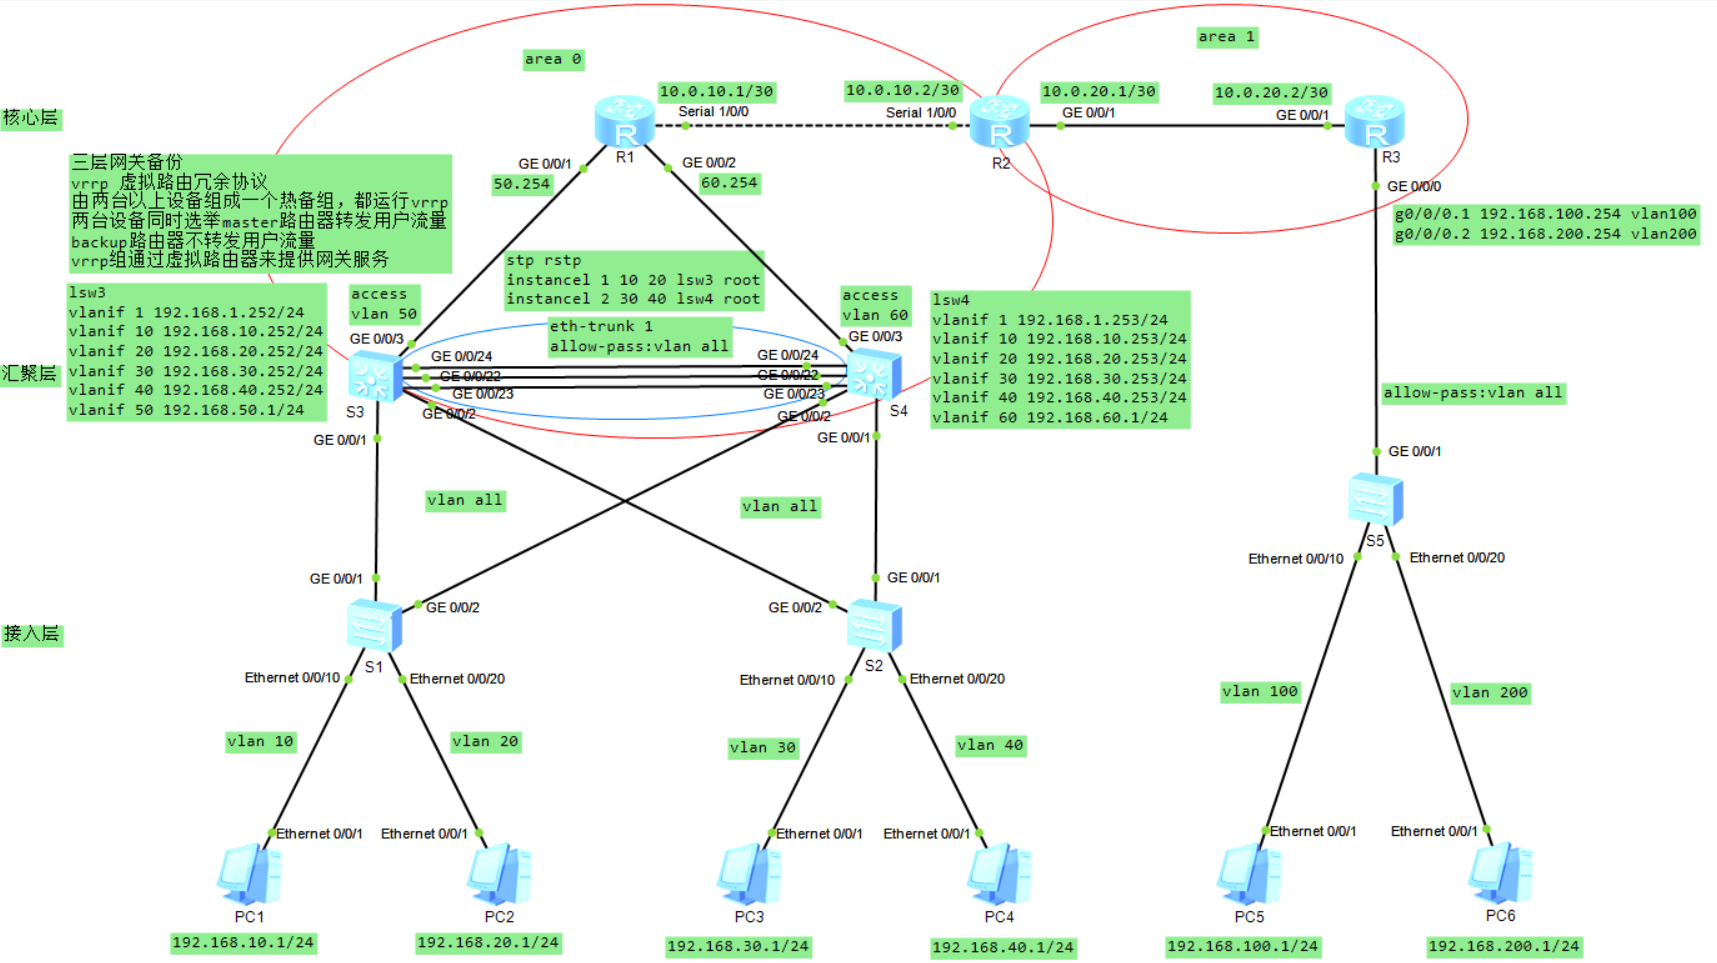 area 0
area 1
核心层
10.0.10.1/30
Serial 1/0/0
10.0.10.2/30
Serial 1/0/0
10.0.20.1/30
GE 0/0/1
10.0.20.2/30
GE 0/0/1
R1
R2
R3
GE 0/0/1
50.254
GE 0/0/2
60.254
GE 0/0/0
g0/0/0.1 192.168.100.254 vlan100
g0/0/0.2 192.168.200.254 vlan200
三层网关备份
vrrp 虚拟路由冗余协议
由两台以上设备组成一个热备组，都运行vrrp
两台设备同时选举master路由器转发用户流量
backup路由器不转发用户流量
vrrp组通过虚拟路由器来提供网关服务
stp rstp
instancel 1 10 20 lsw3 root
instancel 2 30 40 lsw4 root
lsw3
vlanif 1 192.168.1.252/24
vlanif 10 192.168.10.252/24
vlanif 20 192.168.20.252/24
vlanif 30 192.168.30.252/24
vlanif 40 192.168.40.252/24
vlanif 50 192.168.50.1/24
access
vlan 50
GE 0/0/3
eth-trunk 1
allow-pass:vlan all
access
vlan 60
GE 0/0/3
lsw4
vlanif 1 192.168.1.253/24
vlanif 10 192.168.10.253/24
vlanif 20 192.168.20.253/24
vlanif 30 192.168.30.253/24
vlanif 40 192.168.40.253/24
vlanif 60 192.168.60.1/24
汇聚层
GE 0/0/24
GE 0/0/22
GE 0/0/23
GE 0/0/2
GE 0/0/24
GE 0/0/22
GE 0/0/23
GE 0/0/2
S3
S4
GE 0/0/1
GE 0/0/1
allow-pass:vlan all
GE 0/0/1
vlan all
vlan all
S5
Ethernet 0/0/10
Ethernet 0/0/20
GE 0/0/1
GE 0/0/2
GE 0/0/2
GE 0/0/1
接入层
S1
S2
Ethernet 0/0/10
Ethernet 0/0/20
Ethernet 0/0/10
Ethernet 0/0/20
vlan 100
vlan 200
vlan 10
vlan 20
vlan 30
vlan 40
Ethernet 0/0/1
Ethernet 0/0/1
Ethernet 0/0/1
Ethernet 0/0/1
Ethernet 0/0/1
Ethernet 0/0/1
PC1
PC2
PC3
PC4
PC5
PC6
192.168.10.1/24
192.168.20.1/24
192.168.30.1/24
192.168.40.1/24
192.168.100.1/24
192.168.200.1/24